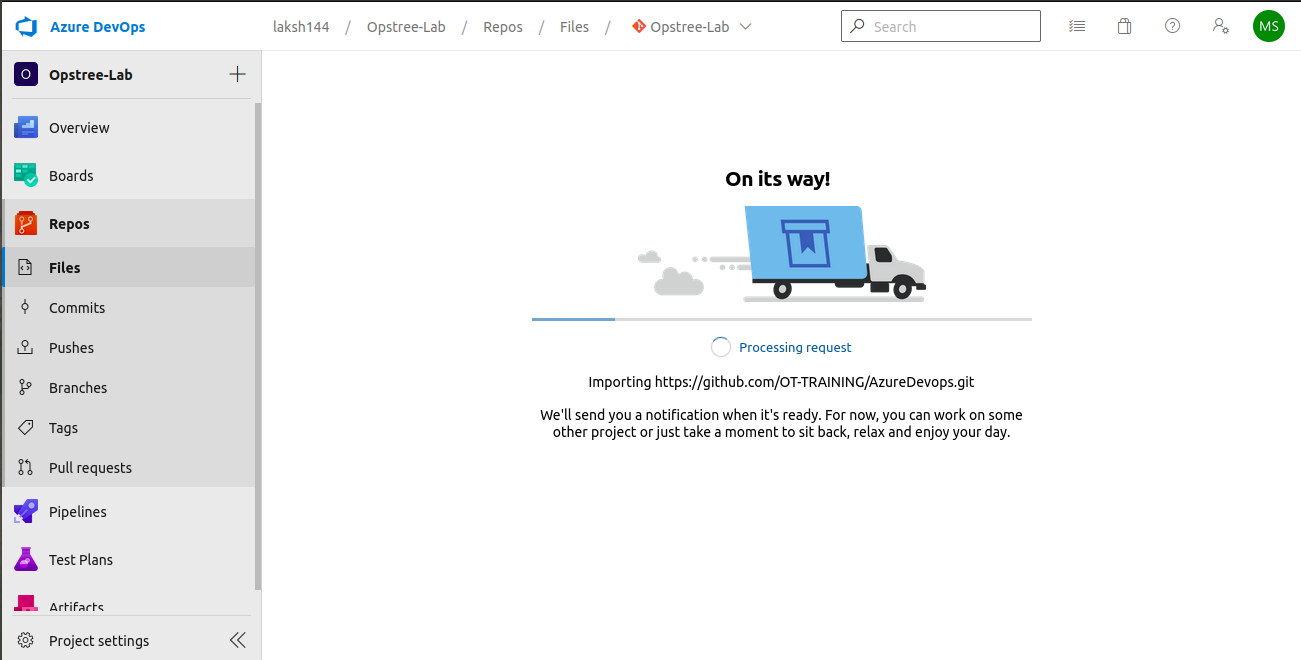 Azure DevOps
laksh144 / Opstree-Lab / Repos / Files / Opstree-Lab
Search
MS
O Opstree-Lab
Overview
Boards
Repos
Files
Commits
Pushes
Branches
Tags
Pull requests
Pipelines
Test Plans
Artifacts
Project settings
On its way!
Processing request
Importing https://github.com/OT-TRAINING/AzureDevops.git
We'll send you a notification when it's ready. For now, you can work on some
other project or just take a moment to sit back, relax and enjoy your day.